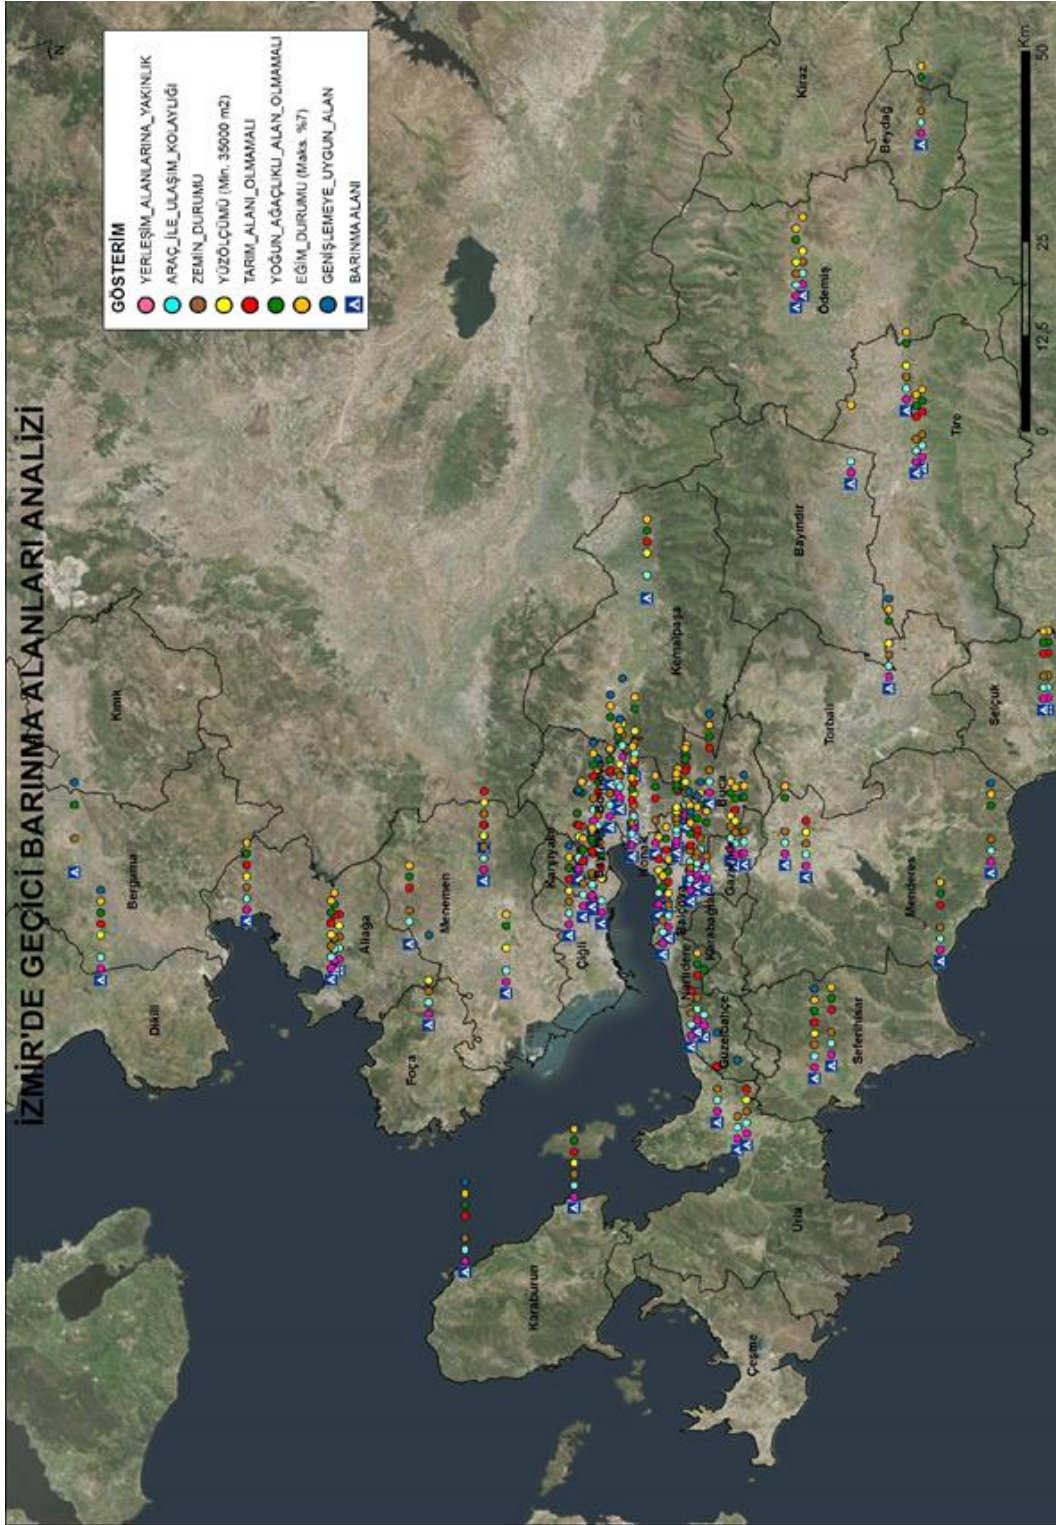 İZMİR'DE GEÇİCİ BARINMA ALANLARI ANALİZİ
N
GÖSTERİM
YERLEŞİM_ALANLARINA_YAKINLIK
ARAÇ_İLE_ULAŞIM_KOLAYLIĞI
ZEMİN_DURUMU
YÜZÖLÇÜMÜ (Min. 35000 m2)
TARIM_ALANI_OLMAMALI
YOĞUN_AĞAÇLIKLI_ALAN_OLMAMALI
EĞİM_DURUMU (Maks. %7)
GENİŞLEMEYE_UYGUN_ALAN
BARINMA ALANI
Kınık
Bergama
Dikili
Aliağa
Menemen
Foça
Karşıyaka
Çiğli
Kemalpaşa
Buca
Balçova
Karabağlar
Narlıdere
Güzelbahçe
Karaburun
Urla
Çeşme
Seferihisar
Menderes
Torbalı
Selçuk
Bayındır
Tire
Ödemiş
Kiraz
Beydağ
0 12,5 25 50
Km